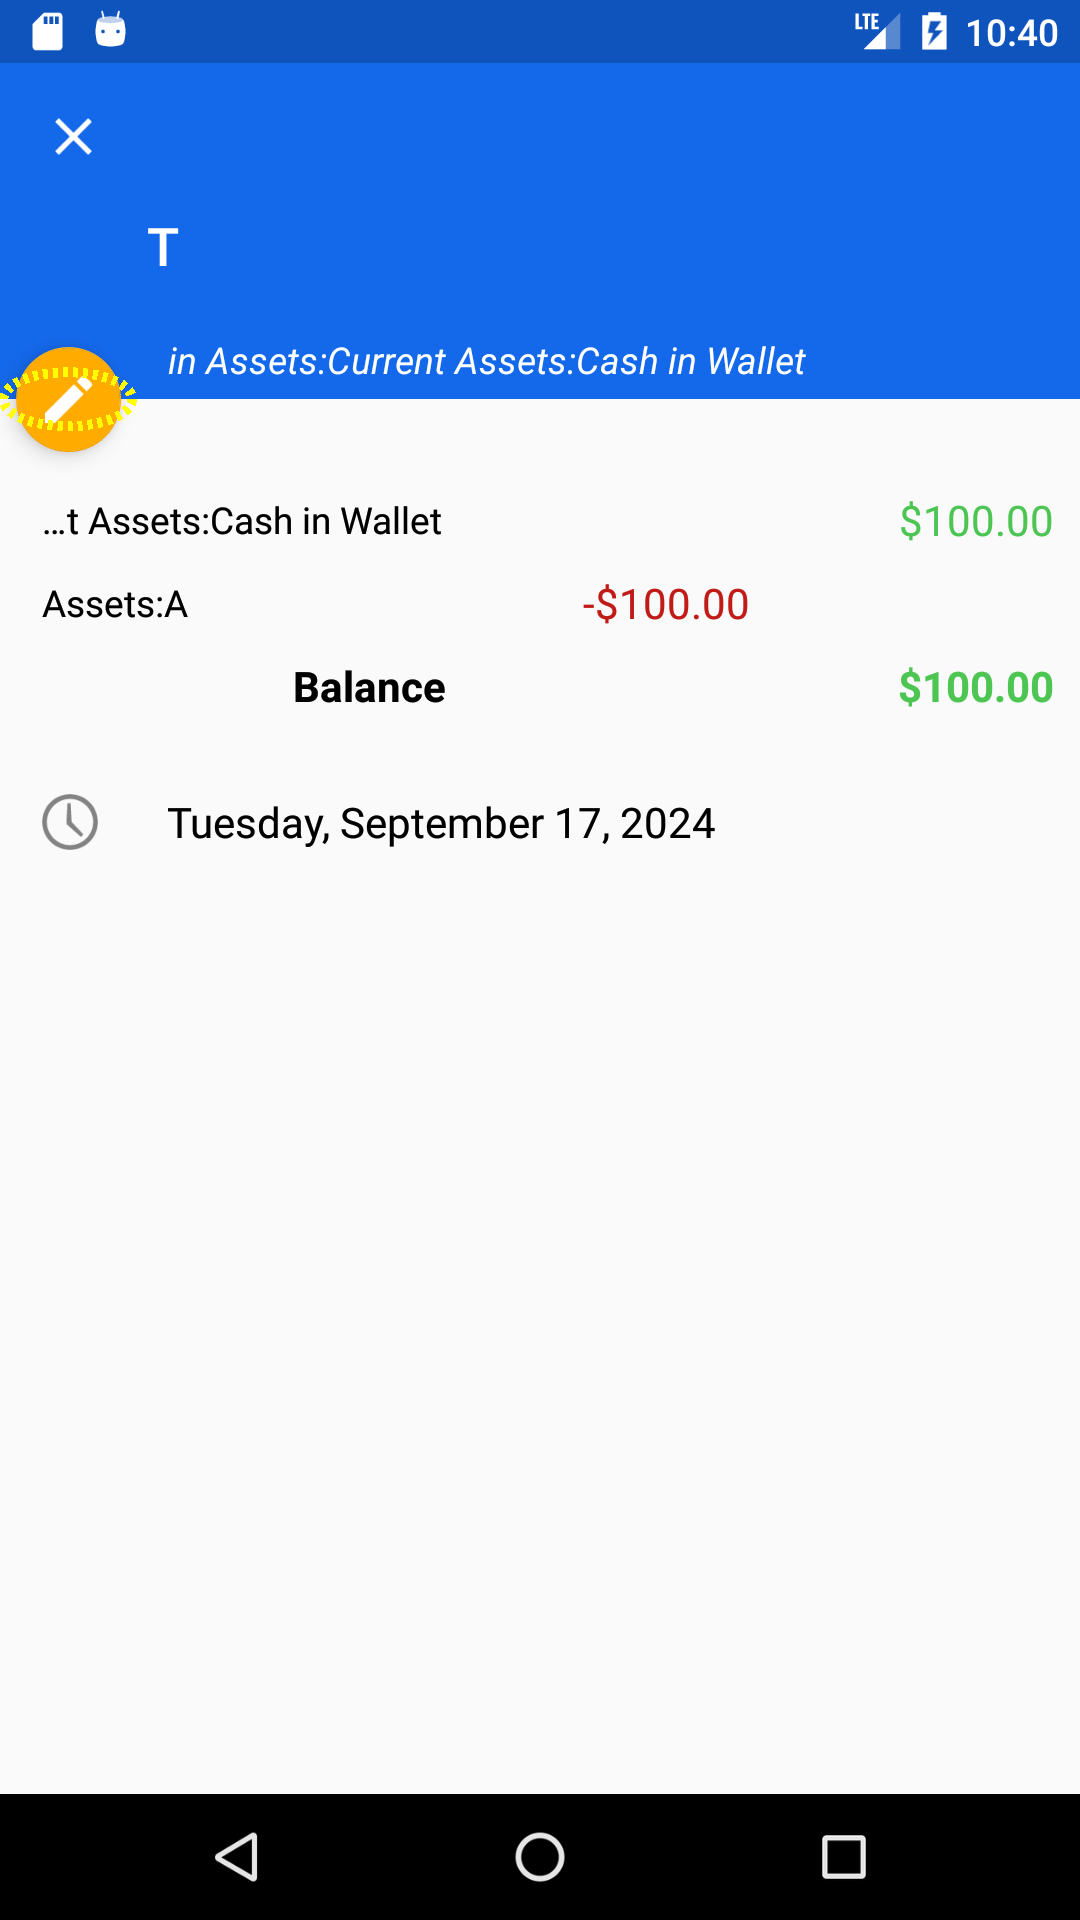 LTE 10:40
T
in Assets:Current Assets:Cash in Wallet
…t Assets:Cash in Wallet $100.00
Assets:A -$100.00
Balance $100.00
Tuesday, September 17, 2024